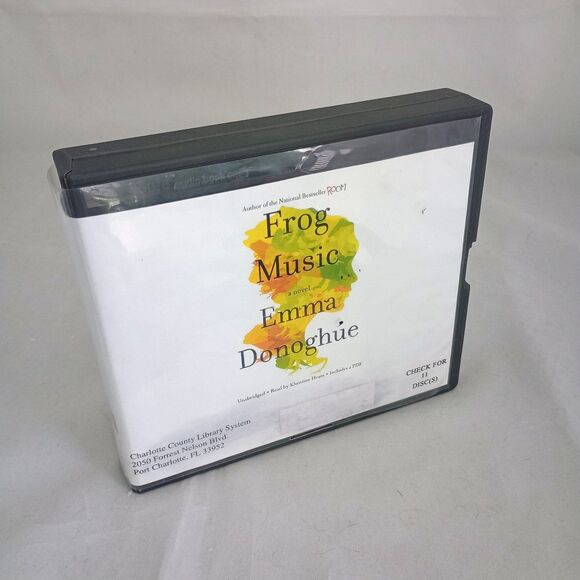 Author of the National Bestseller ROOM
Frog
Music
a novel
Emma
Donoghue
Unabridged • Read by Khristine Hvam • Includes a PDF
CHECK FOR
11
DISC(S)
Charlotte County Library System
2050 Forrest Nelson Blvd.
Port Charlotte, FL 33952